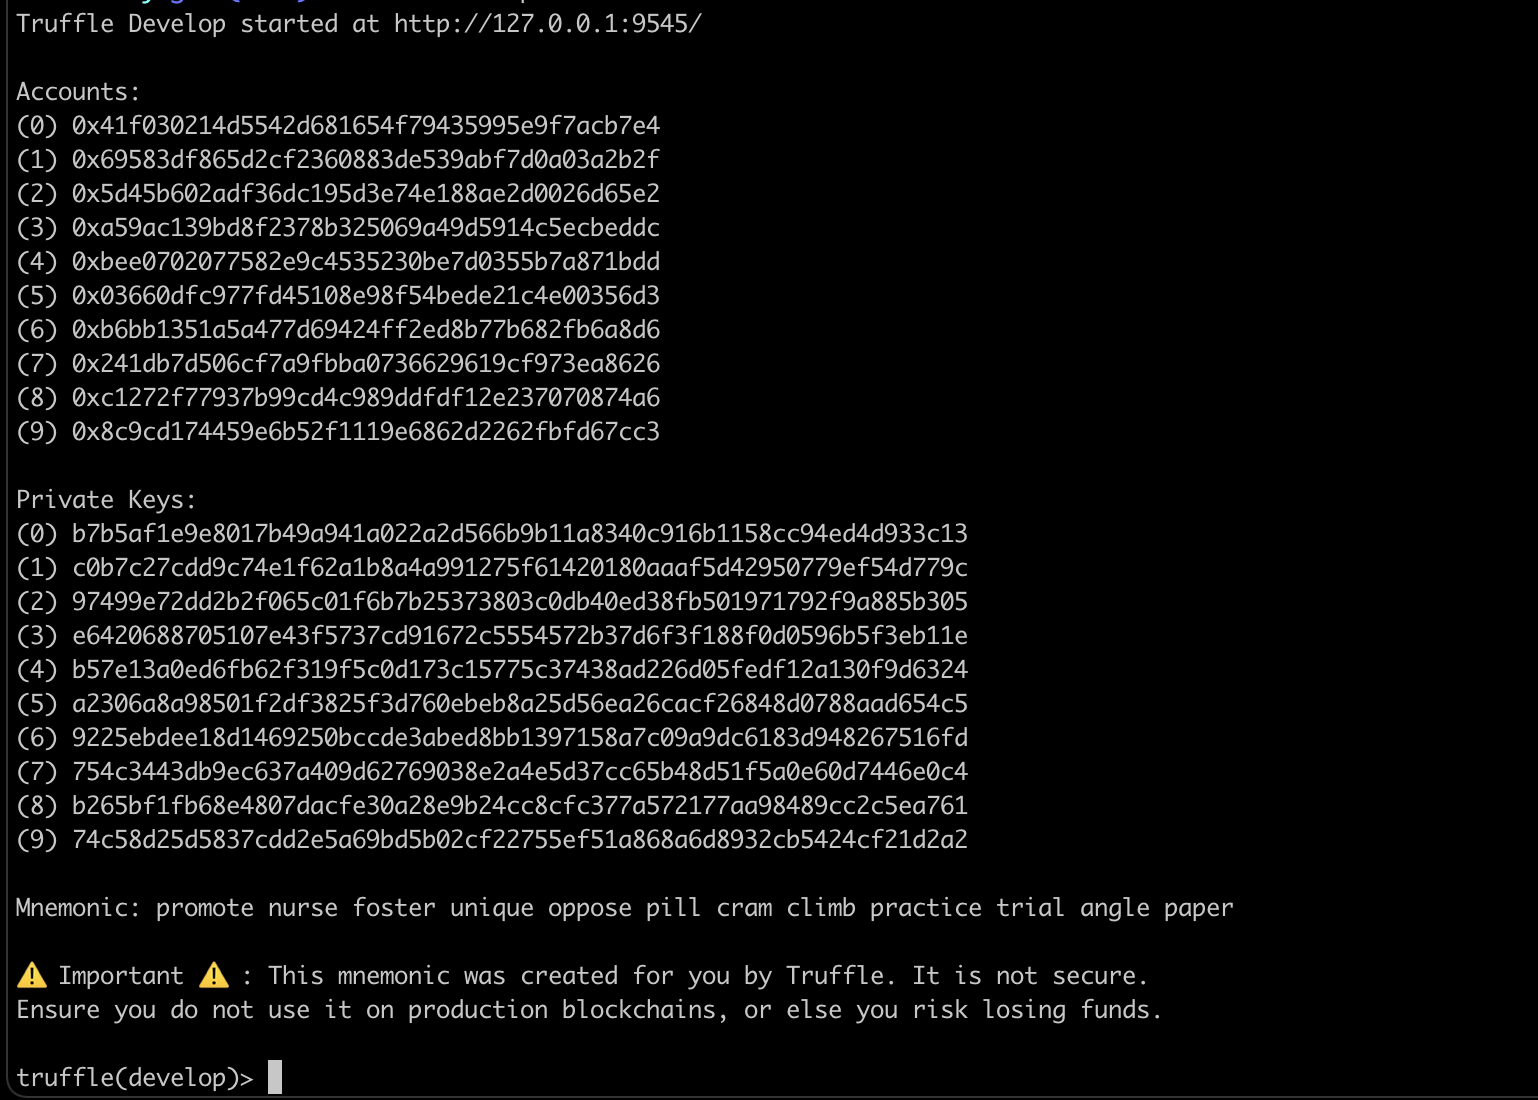 Truffle Develop started at http://127.0.0.1:9545/
Accounts:
(0) 0x41f030214d5542d681654f79435995e9f7acb7e4
(1) 0x69583df865d2cf2360883de539abf7d0a03a2b2f
(2) 0x5d45b602adf36dc195d3e74e188ae2d0026d65e2
(3) 0xa59ac139bd8f2378b325069a49d5914c5ecbeddc
(4) 0xbee0702077582e9c4535230be7d0355b7a871bdd
(5) 0x03660dfc977fd45108e98f54bede21c4e00356d3
(6) 0xb6bb1351a5a477d69424ff2ed8b77b682fb6a8d6
(7) 0x241db7d506cf7a9fbba0736629619cf973ea8626
(8) 0xc1272f77937b99cd4c989ddfdf12e237070874a6
(9) 0x8c9cd174459e6b52f1119e6862d2262fbfd67cc3
Private Keys:
(0) b7b5af1e9e8017b49a941a022a2d566b9b11a8340c916b1158cc94ed4d933c13
(1) c0b7c27cdd9c74e1f62a1b8a4a991275f61420180aaaf5d42950779ef54d779c
(2) 97499e72dd2b2f065c01f6b7b25373803c0db40ed38fb501971792f9a885b305
(3) e6420688705107e43f5737cd91672c5554572b37d6f3f188f0d0596b5f3eb11e
(4) b57e13a0ed6fb62f319f5c0d173c15775c37438ad226d05fedf12a130f9d6324
(5) a2306a8a98501f2df3825f3d760ebeb8a25d56ea26cacf26848d0788aad654c5
(6) 9225ebdee18d1469250bccde3abed8bb1397158a7c09a9dc6183d948267516fd
(7) 754c3443db9ec637a409d62769038e2a4e5d37cc65b48d51f5a0e60d7446e0c4
(8) b265bf1fb68e4807dacfe30a28e9b24cc8cfc377a572177aa98489cc2c5ea761
(9) 74c58d25d5837cdd2e5a69bd5b02cf22755ef51a868a6d8932cb5424cf21d2a2
Mnemonic: promote nurse foster unique oppose pill cram climb practice trial angle paper
⚠️ Important ⚠️ : This mnemonic was created for you by Truffle. It is not secure.
Ensure you do not use it on production blockchains, or else you risk losing funds.
truffle(develop)>